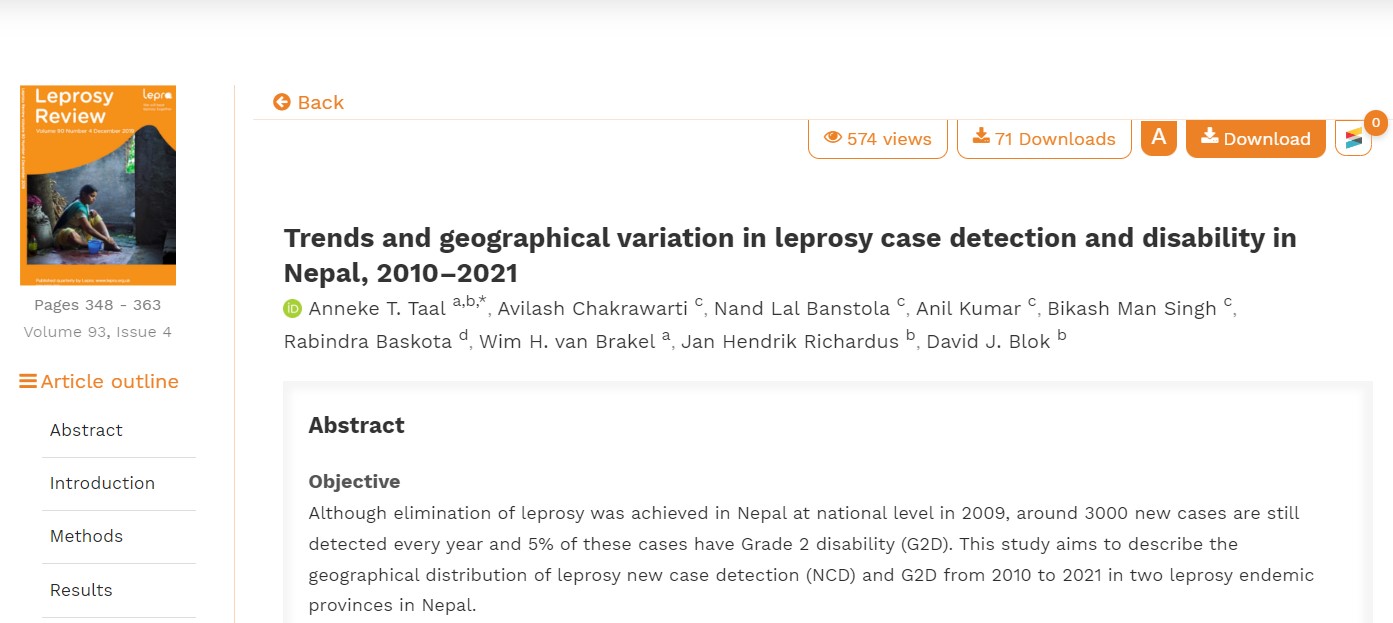 Leprosy
Review
lepra
Volume 90 Number 4 December 2019
Pages 348 - 363
Volume 93, Issue 4
Article outline
Abstract
Introduction
Methods
Results
Back
574 views
71 Downloads
A
Download
0
Trends and geographical variation in leprosy case detection and disability in
Nepal, 2010–2021
iD Anneke T. Taal a,b,*, Avilash Chakrawarti c, Nand Lal Banstola c, Anil Kumar c, Bikash Man Singh c,
Rabindra Baskota d, Wim H. van Brakel a, Jan Hendrik Richardus b, David J. Blok b
Abstract
Objective
Although elimination of leprosy was achieved in Nepal at national level in 2009, around 3000 new cases are still
detected every year and 5% of these cases have Grade 2 disability (G2D). This study aims to describe the
geographical distribution of leprosy new case detection (NCD) and G2D from 2010 to 2021 in two leprosy endemic
provinces in Nepal.